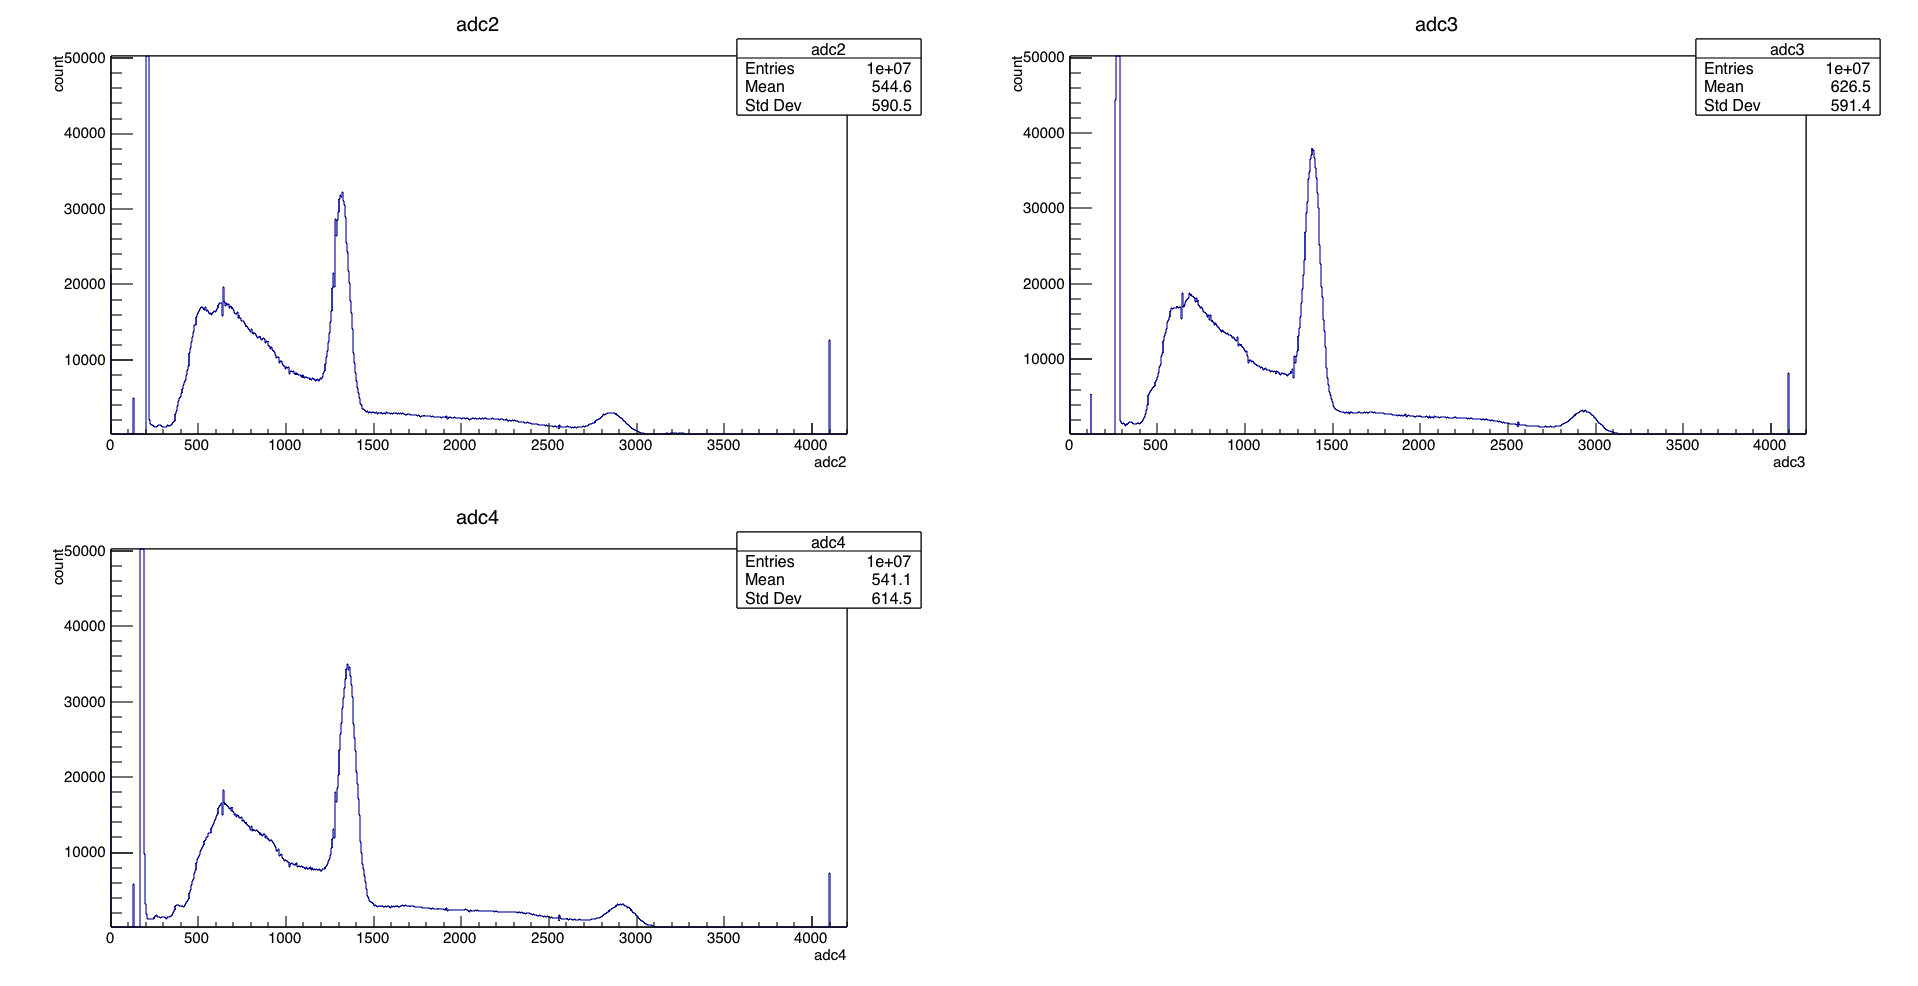 adc2
count
50000
40000
30000
20000
10000
0 500 1000 1500 2000 2500 3000 3500 4000
adc2
adc2
Entries 1e+07
Mean 544.6
Std Dev 590.5
adc3
count
50000
40000
30000
20000
10000
0 500 1000 1500 2000 2500 3000 3500 4000
adc3
adc3
Entries 1e+07
Mean 626.5
Std Dev 591.4
adc4
count
50000
40000
30000
20000
10000
0 500 1000 1500 2000 2500 3000 3500 4000
adc4
adc4
Entries 1e+07
Mean 541.1
Std Dev 614.5